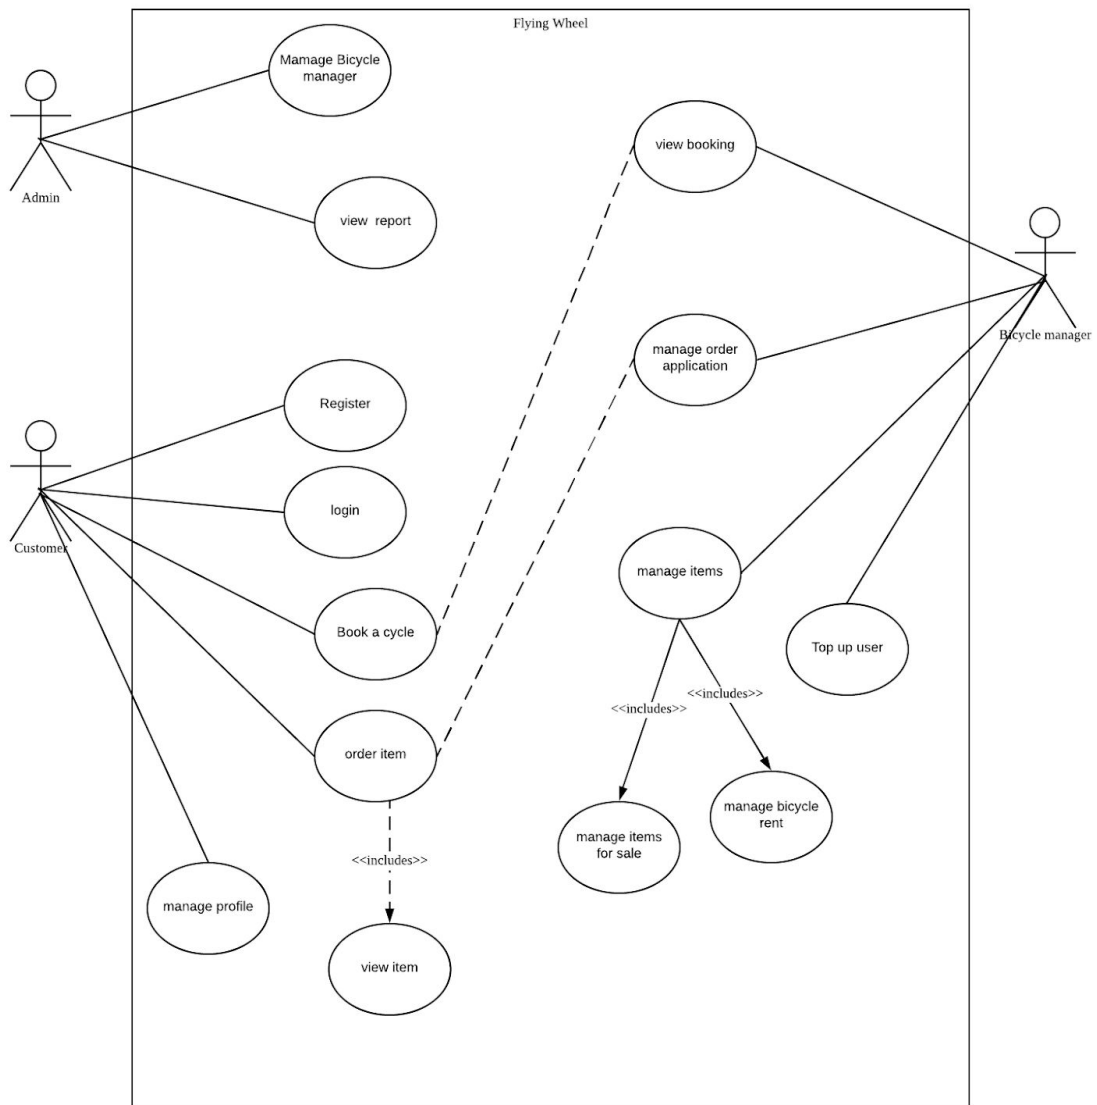 Flying Wheel
Mamage Bicycle
manager
Admin
view report
view booking
Bicycle manager
manage order
application
Register
Customer
login
Book a cycle
order item
manage items
Top up user
<<includes>>
<<includes>>
manage items
for sale
manage bicycle
rent
<<includes>>
manage profile
view item